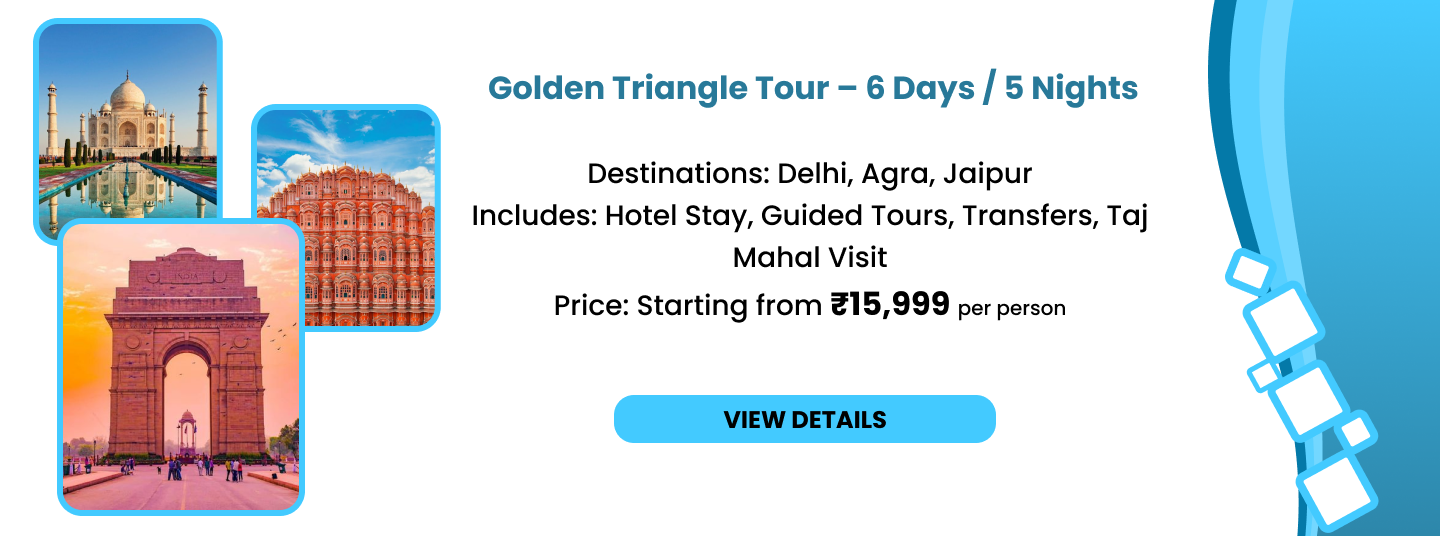 Golden Triangle Tour – 6 Days / 5 Nights
Destinations: Delhi, Agra, Jaipur
Includes: Hotel Stay, Guided Tours, Transfers, Taj
Mahal Visit
Price: Starting from ₹15,999 per person
VIEW DETAILS
INDIA